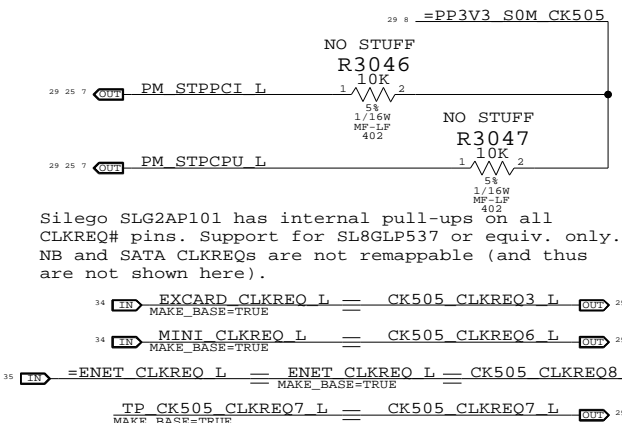 29 8 =PP3V3_S0M_CK505
NO STUFF
R3046
10K
29 25 7 OUT PM_STPPCI_L 1 2
5%
1/16W
MF-LF
402
NO STUFF
R3047
10K
29 25 7 OUT PM_STPCPU_L 1 2
5%
1/16W
MF-LF
402
Silego SLG2AP101 has internal pull-ups on all
CLKREQ# pins. Support for SL8GLP537 or equiv. only.
NB and SATA CLKREQs are not remappable (and thus
are not shown here).
34 IN EXCARD_CLKREQ_L CK505_CLKREQ3_L OUT
MAKE_BASE=TRUE
34 IN MINI_CLKREQ_L CK505_CLKREQ6_L OUT
MAKE_BASE=TRUE
35 IN =ENET_CLKREQ_L ENET_CLKREQ_L CK505_CLKREQ8
MAKE_BASE=TRUE
TP_CK505_CLKREQ7_L CK505_CLKREQ7_L OUT
MAKE_BASE=TRUE